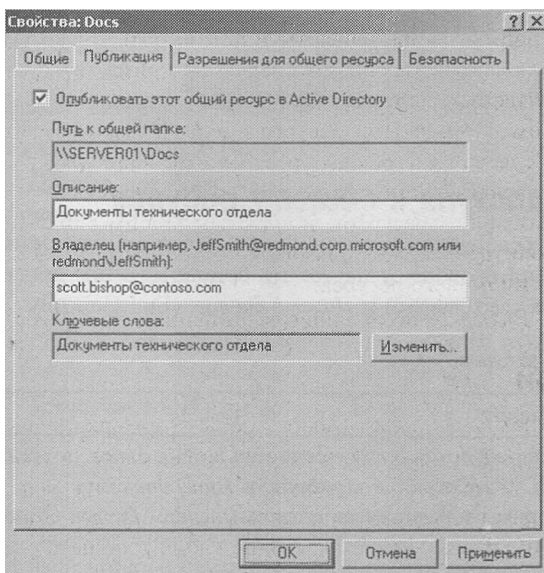 Свойства: Docs
Общие
Публикация
Разрешения для общего ресурса
Безопасность
Опубликовать этот общий ресурс в Active Directory
Путь к общей папке:
\\SERVER01\Docs
Описание:
Документы технического отдела
Владелец (например, JeffSmith@redmond.corp.microsoft.com или
redmond\JeffSmith):
scott.bishop@contoso.com
Ключевые слова:
Документы технического отдела
Изменить...
OK
Отмена
Применить